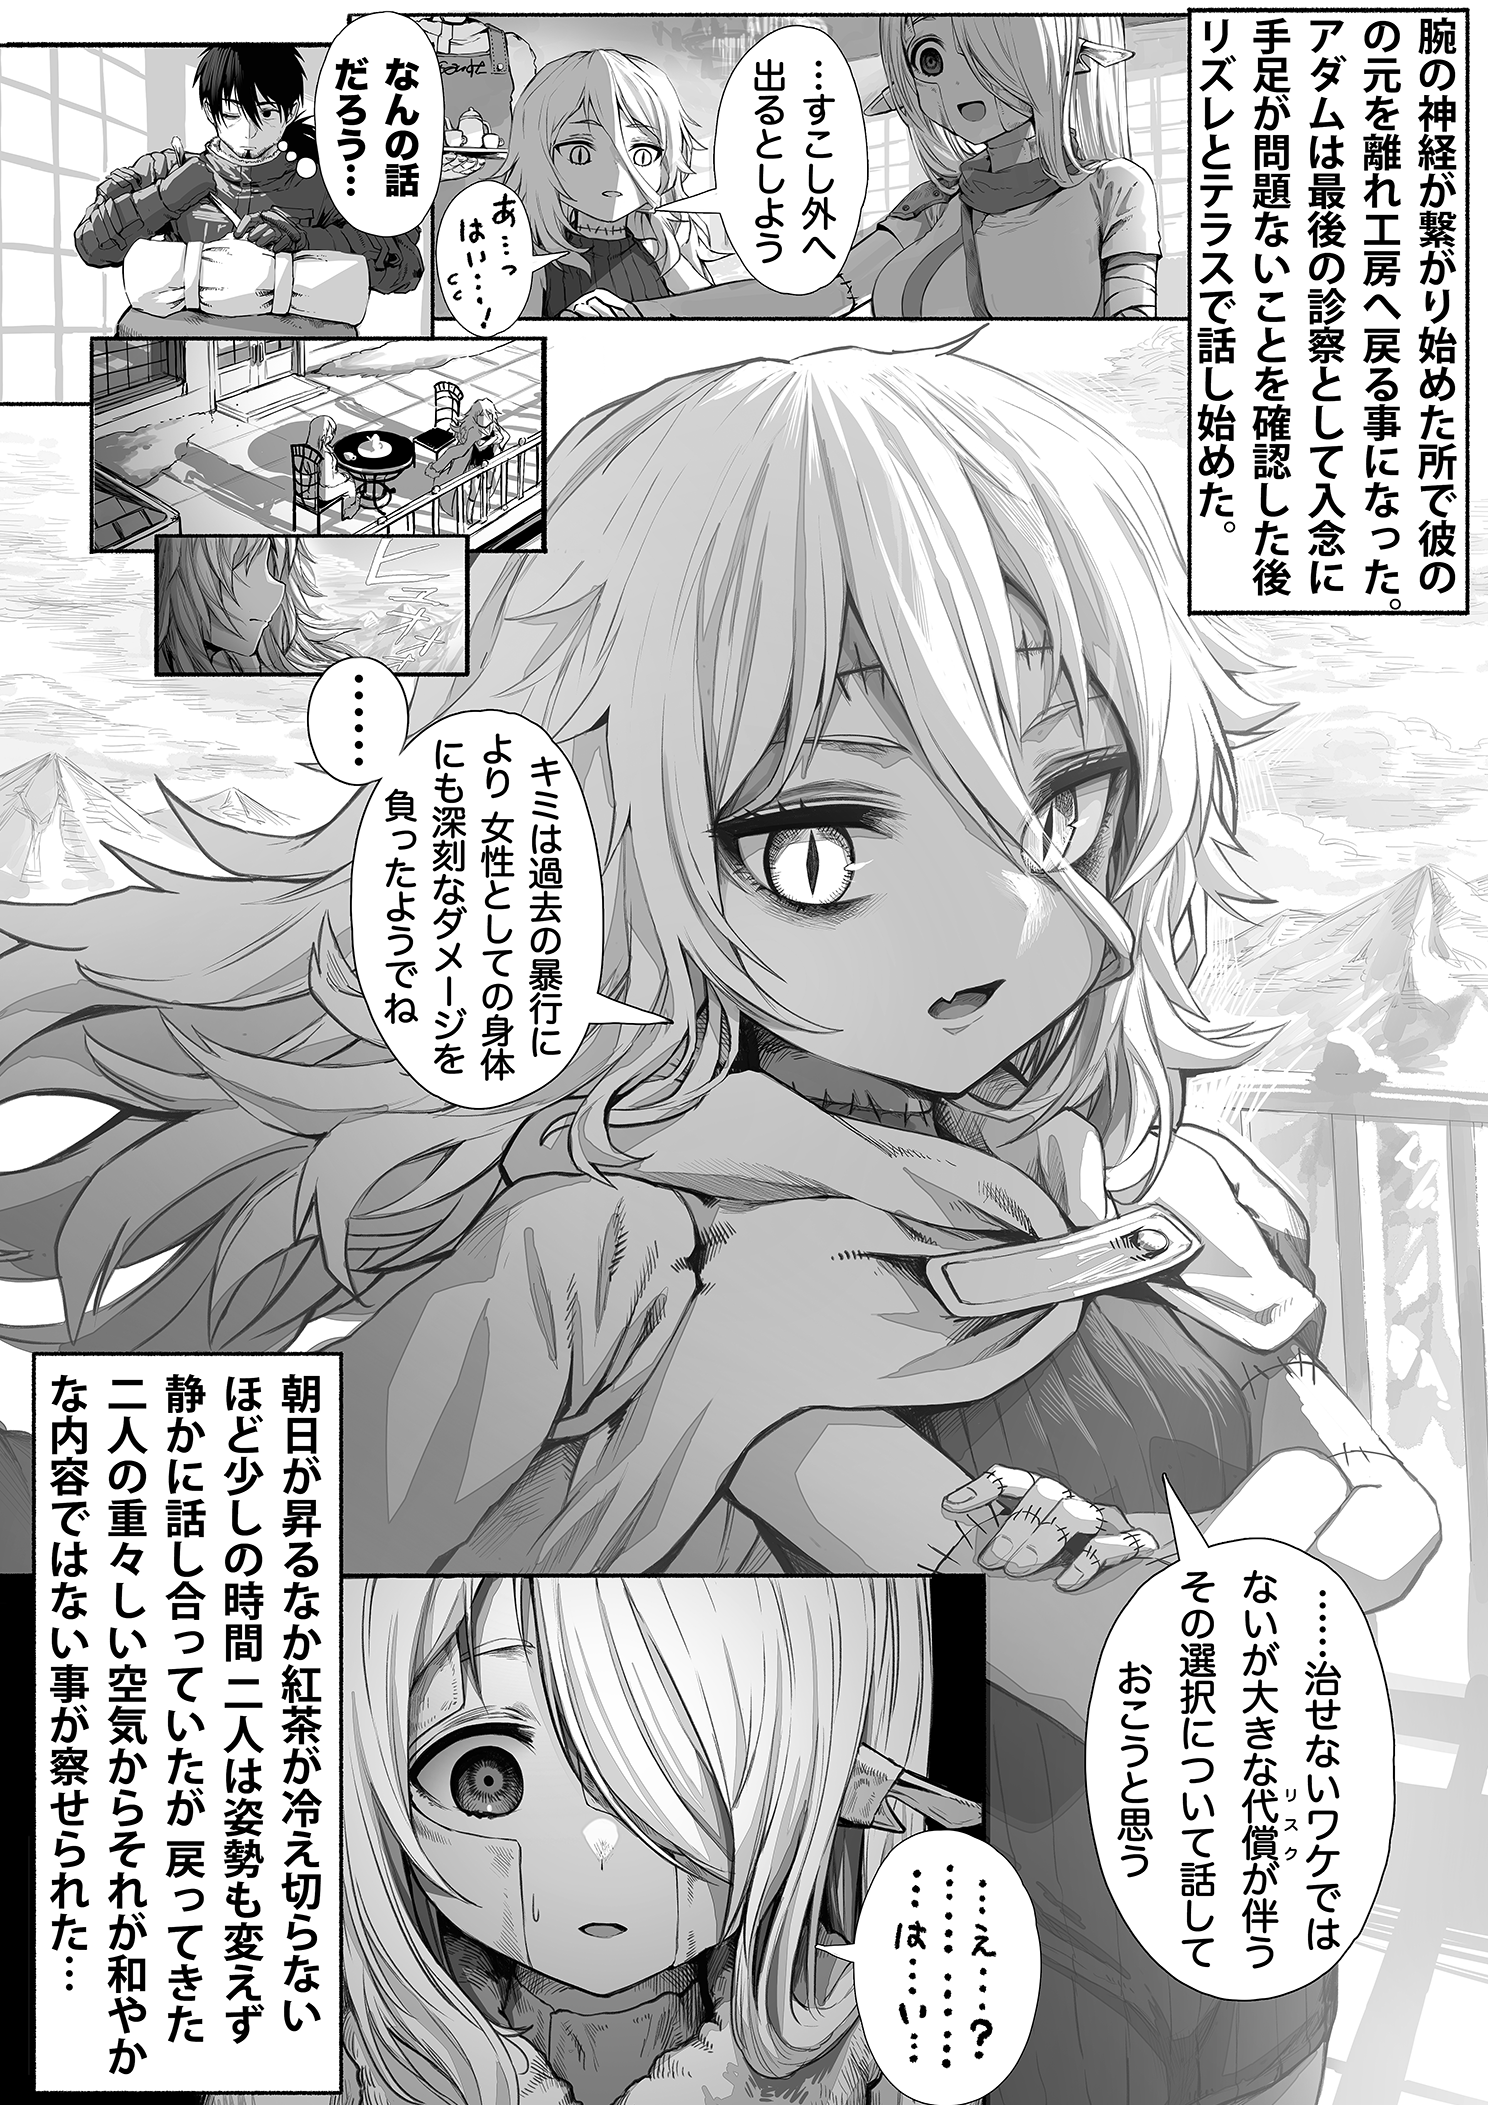 腕の神経が繋がり始めた所で彼の
の元を離れ工房へ戻る事になった。
アダムは最後の診察として入念に
手足が問題ないことを確認した後
リズレとテラスで話し始めた。
…すこし外へ
出るとしよう
あ…っ
はい…!
なんの話
だろう…
ヒュオォォ
……
キミは過去の暴行に
より 女性としての身体
にも深刻なダメージを
負ったようでね
……治せないワケでは
ないが大きな代償が伴う
リスク
その選択について話して
おこうと思う
…え…?
………
…は…い…
朝日が昇るなか紅茶が冷え切らない
ほど少しの時間 二人は姿勢も変えず
静かに話し合っていたが 戻ってきた
二人の重々しい空気からそれが和やか
な内容ではない事が察せられた…